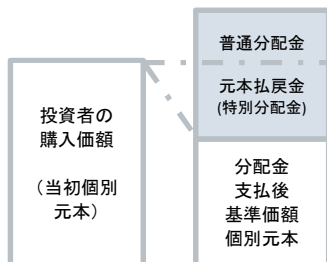 投資者の
購入価額
（当初個別
元本）
普通分配金
元本払戻金
(特別分配金)
分配金
支払後
基準価額
個別元本